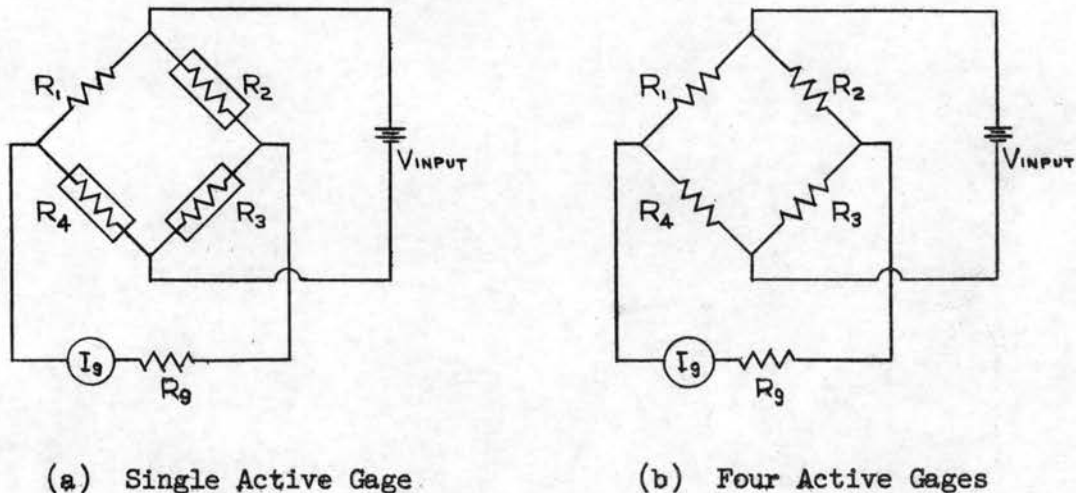 R₁
R₂
R₄
R₃
VINPUT
Ig
Rg
R₁
R₂
R₄
R₃
VINPUT
Ig
Rg
(a) Single Active Gage
(b) Four Active Gages